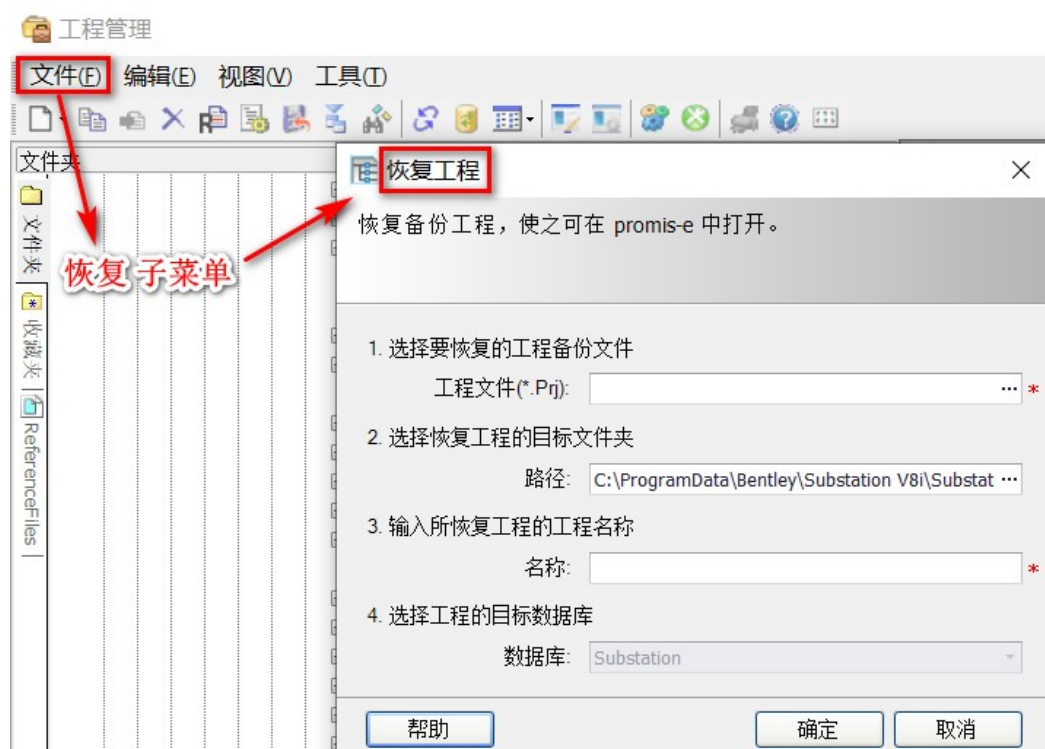 工程管理
文件(F) 编辑(E) 视图(V) 工具(T)
文件夹
文件夹
收藏夹
ReferenceFiles
恢复 子菜单
恢复工程
恢复备份工程，使之可在 promis-e 中打开。
1. 选择要恢复的工程备份文件
工程文件(*.Prj): ... *
2. 选择恢复工程的目标文件夹
路径: C:\ProgramData\Bentley\Substation V8i\Substat ...
3. 输入所恢复工程的工程名称
名称: *
4. 选择工程的目标数据库
数据库: Substation
帮助 确定 取消